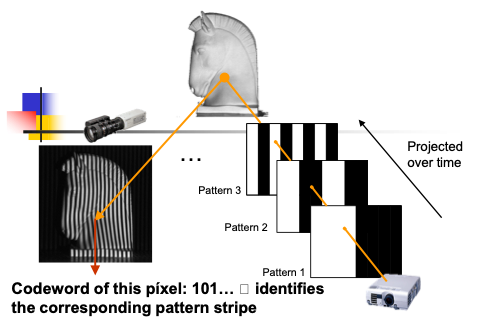 Projected
over time
...
Pattern 3
Pattern 2
Pattern 1
Codeword of this píxel: 101… □ identifies
the corresponding pattern stripe